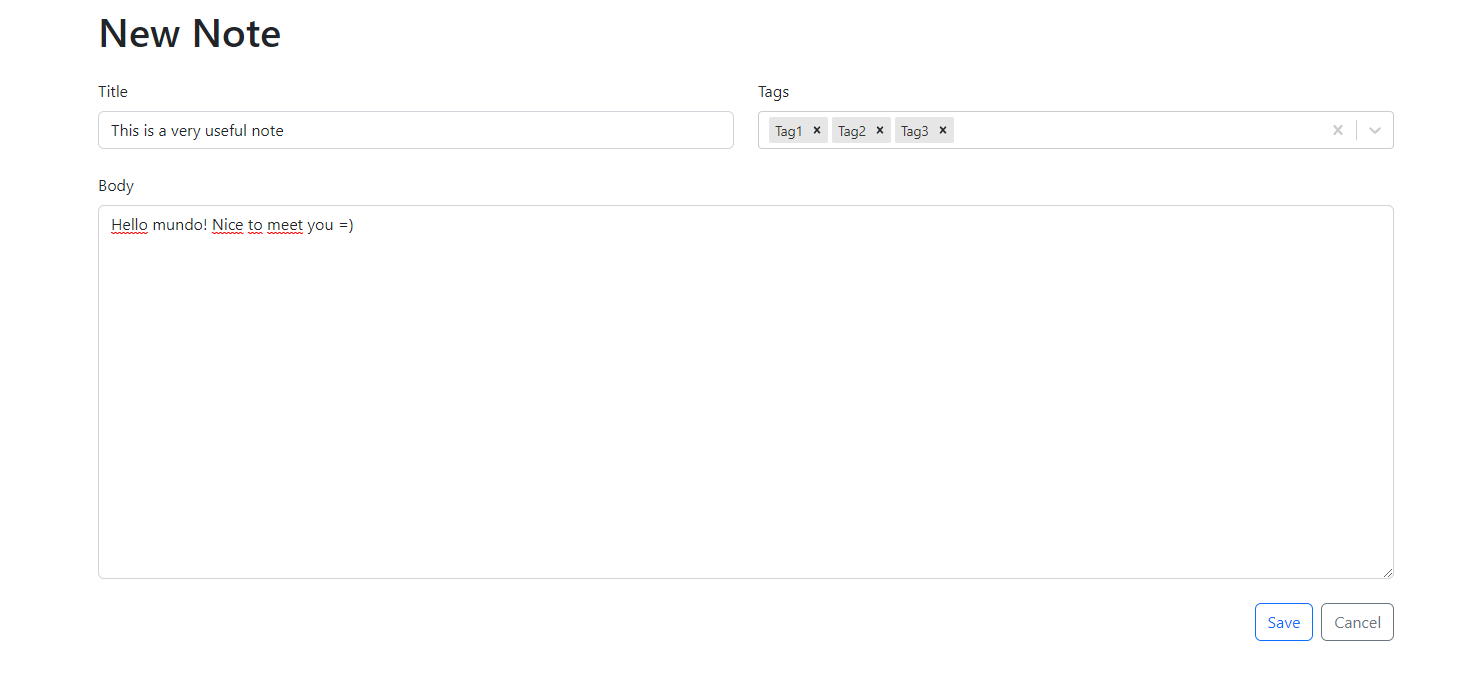 New Note
Title
Tags
This is a very useful note
Tag1 Tag2 Tag3
Body
Hello mundo! Nice to meet you =)
Save Cancel